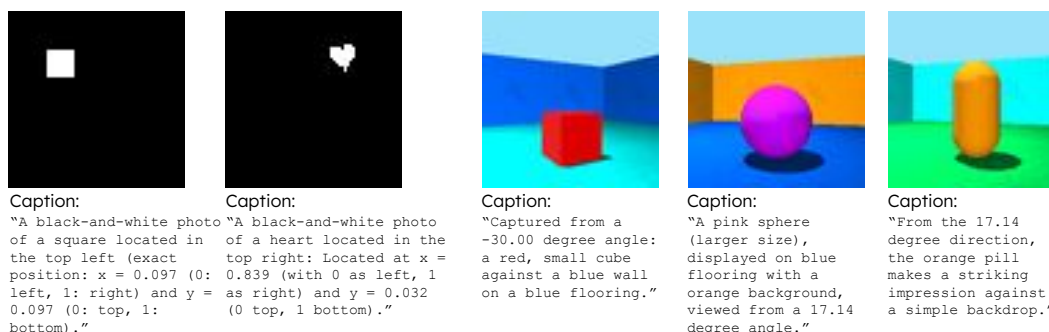 Caption:
“A black-and-white photo
of a square located in
the top left (exact
position: x = 0.097 (0:
left, 1: right) and y =
0.097 (0: top, 1:
bottom).”
Caption:
“A black-and-white photo
of a heart located in the
top right: Located at x =
0.839 (with 0 as left, 1
as right) and y = 0.032
(0 top, 1 bottom).”
Caption:
“Captured from a
-30.00 degree angle:
a red, small cube
against a blue wall
on a blue flooring.”
Caption:
“A pink sphere
(larger size),
displayed on blue
flooring with a
orange background,
viewed from a 17.14
degree angle.”
Caption:
“From the 17.14
degree direction,
the orange pill
makes a striking
impression against
a simple backdrop.”